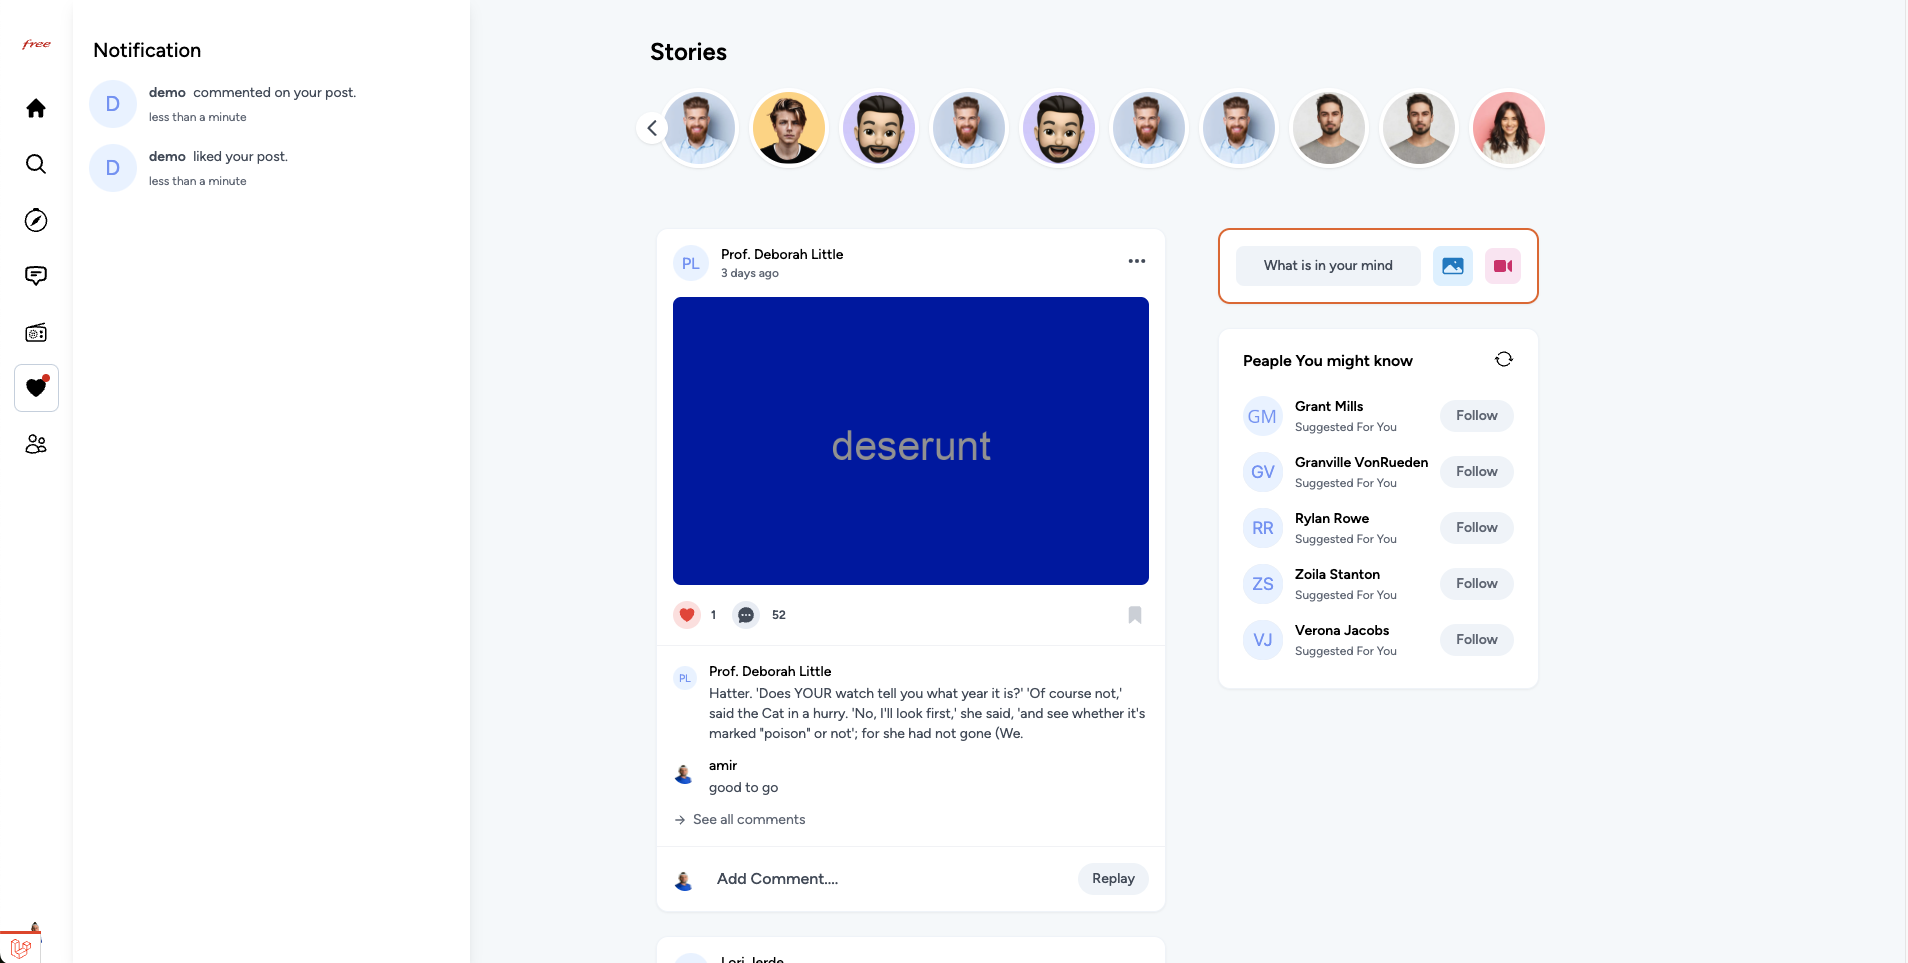 free
Notification
D
demo commented on your post.
less than a minute
D
demo liked your post.
less than a minute
Stories
PL
Prof. Deborah Little
3 days ago
deserunt
1
52
PL
Prof. Deborah Little
Hatter. 'Does YOUR watch tell you what year it is?' 'Of course not,'
said the Cat in a hurry. 'No, I'll look first,' she said, 'and see whether it's
marked "poison" or not'; for she had not gone (We.
amir
good to go
See all comments
Add Comment....
Replay
Lori Jerde
What is in your mind
Peaple You might know
GM
Grant Mills
Suggested For You
Follow
GV
Granville VonRueden
Suggested For You
Follow
RR
Rylan Rowe
Suggested For You
Follow
ZS
Zoila Stanton
Suggested For You
Follow
VJ
Verona Jacobs
Suggested For You
Follow